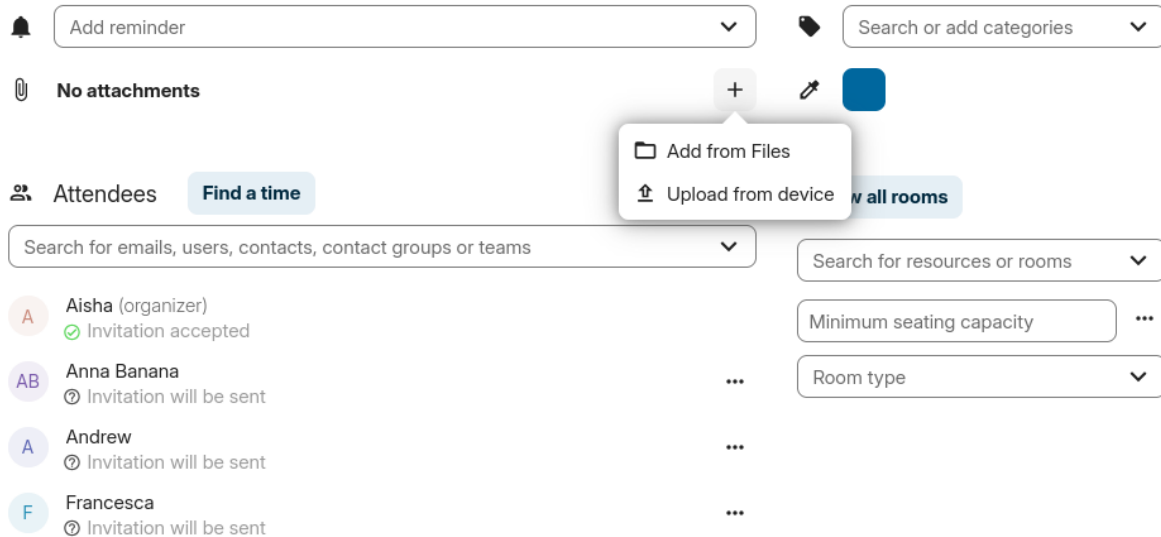 Add reminder
Search or add categories
No attachments
Add from Files
Upload from device
Attendees
Find a time
all rooms
Search for emails, users, contacts, contact groups or teams
Search for resources or rooms
A
Aisha (organizer)
Invitation accepted
Minimum seating capacity
AB
Anna Banana
Invitation will be sent
Room type
A
Andrew
Invitation will be sent
F
Francesca
Invitation will be sent